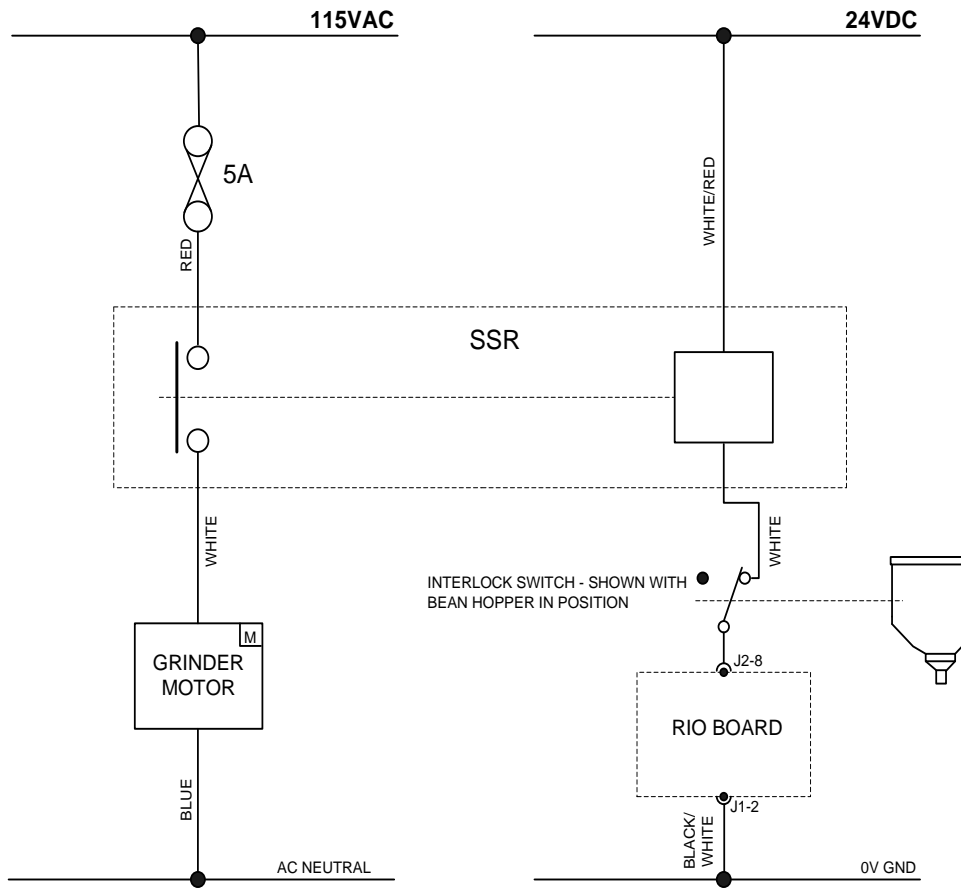 115VAC
24VDC
5A
RED
WHITE/RED
SSR
WHITE
WHITE
INTERLOCK SWITCH - SHOWN WITH
BEAN HOPPER IN POSITION
M
GRINDER
MOTOR
J2-8
RIO BOARD
J1-2
BLUE
BLACK/
WHITE
AC NEUTRAL
0V GND